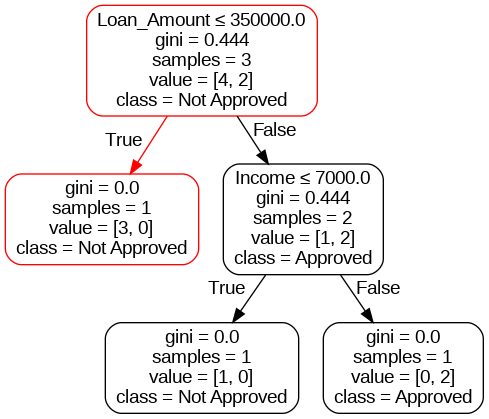 Loan_Amount ≤ 350000.0
gini = 0.444
samples = 3
value = [4, 2]
class = Not Approved
True
False
gini = 0.0
samples = 1
value = [3, 0]
class = Not Approved
Income ≤ 7000.0
gini = 0.444
samples = 2
value = [1, 2]
class = Approved
True
False
gini = 0.0
samples = 1
value = [1, 0]
class = Not Approved
gini = 0.0
samples = 1
value = [0, 2]
class = Approved